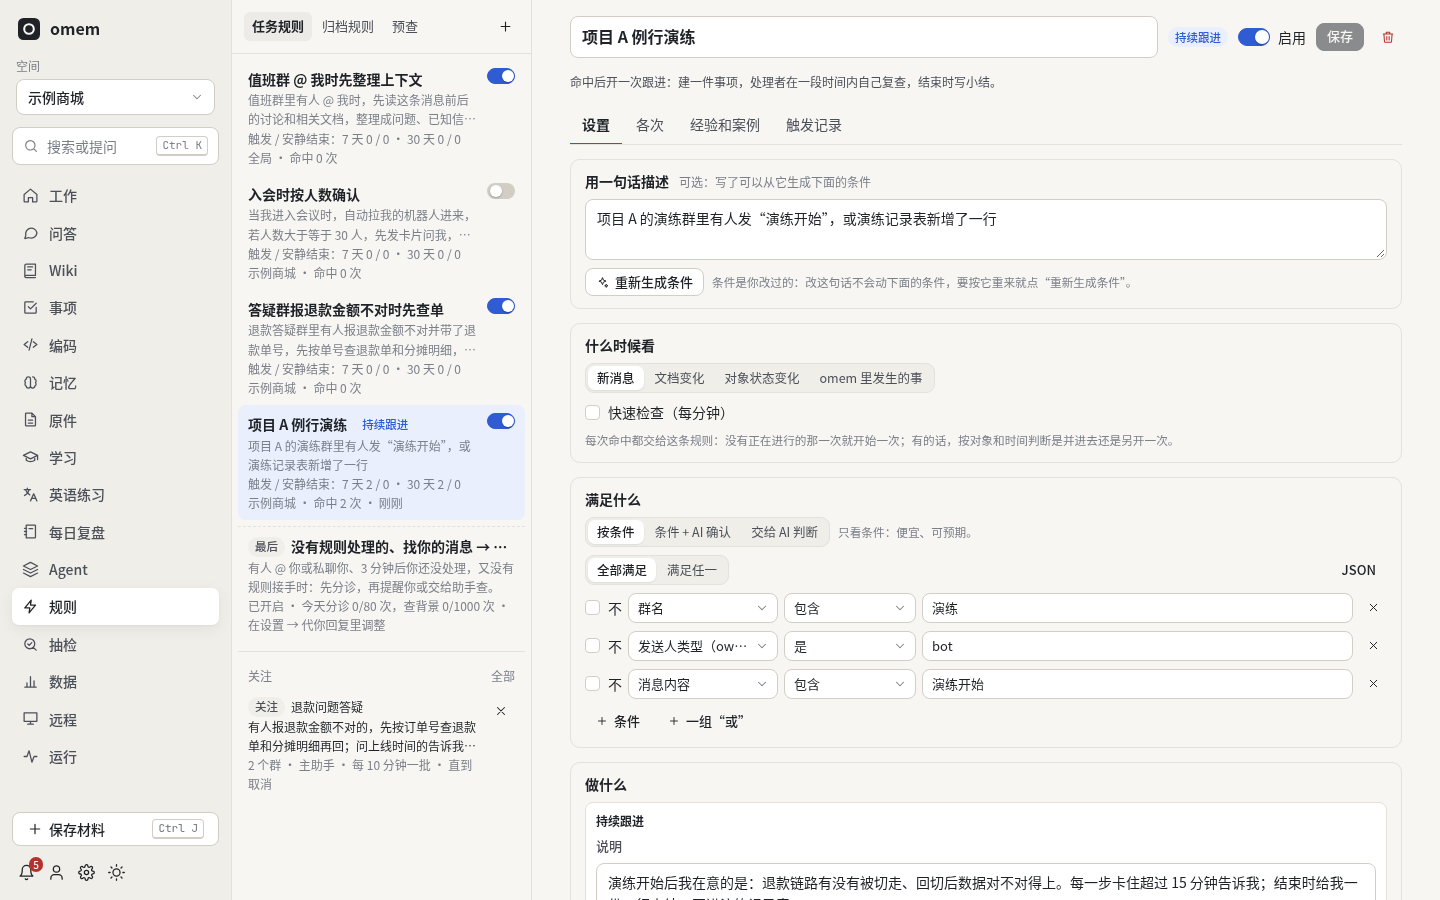 omem
空间
示例商城
搜索或提问 Ctrl K
工作
问答
Wiki
事项
编码
记忆
原件
学习
英语练习
每日复盘
Agent
规则
抽检
数据
远程
运行
保存材料 Ctrl J
5
任务规则 归档规则 预查
值班群 @ 我时先整理上下文
值班群里有人 @ 我时，先读这条消息前后
的讨论和相关文档，整理成问题、已知信…
触发 / 安静结束：7 天 0 / 0 · 30 天 0 / 0
全局 · 命中 0 次
入会时按人数确认
当我进入会议时，自动拉我的机器人进来，
若人数大于等于 30 人，先发卡片问我，…
触发 / 安静结束：7 天 0 / 0 · 30 天 0 / 0
示例商城 · 命中 0 次
答疑群报退款金额不对时先查单
退款答疑群里有人报退款金额不对并带了退
款单号，先按单号查退款单和分摊明细，…
触发 / 安静结束：7 天 0 / 0 · 30 天 0 / 0
示例商城 · 命中 0 次
项目 A 例行演练 持续跟进
项目 A 的演练群里有人发“演练开始”，或
演练记录表新增了一行
触发 / 安静结束：7 天 2 / 0 · 30 天 2 / 0
示例商城 · 命中 2 次 · 刚刚
最后 没有规则处理的、找你的消息 → …
有人 @ 你或私聊你、3 分钟后你还没处理，又没有
规则接手时：先分诊，再提醒你或交给助手查。
已开启 · 今天分诊 0/80 次，查背景 0/1000 次 ·
在设置 → 代你回复里调整
关注 全部
关注 退款问题答疑
有人报退款金额不对的，先按订单号查退款
单和分摊明细再回；问上线时间的告诉我…
2 个群 · 主助手 · 每 10 分钟一批 · 直到
取消
项目 A 例行演练 持续跟进 启用 保存
命中后开一次跟进：建一件事项，处理者在一段时间内自己复查，结束时写小结。
设置 各次 经验和案例 触发记录
用一句话描述 可选：写了可以从它生成下面的条件
项目 A 的演练群里有人发“演练开始”，或演练记录表新增了一行
重新生成条件 条件是你改过的：改这句话不会动下面的条件，要按它重来就点“重新生成条件”。
什么时候看
新消息 文档变化 对象状态变化 omem 里发生的事
快速检查（每分钟）
每次命中都交给这条规则：没有正在进行的那一次就开始一次；有的话，按对象和时间判断是并进去还是另开一次。
满足什么
按条件 条件 + AI 确认 交给 AI 判断 只看条件：便宜、可预期。
全部满足 满足任一 JSON
不 群名 包含 演练
不 发送人类型（ow… 是 bot
不 消息内容 包含 演练开始
条件 一组“或”
做什么
持续跟进
说明
演练开始后我在意的是：退款链路有没有被切走、回切后数据对不对得上。每一步卡住超过 15 分钟告诉我；结束时给我一